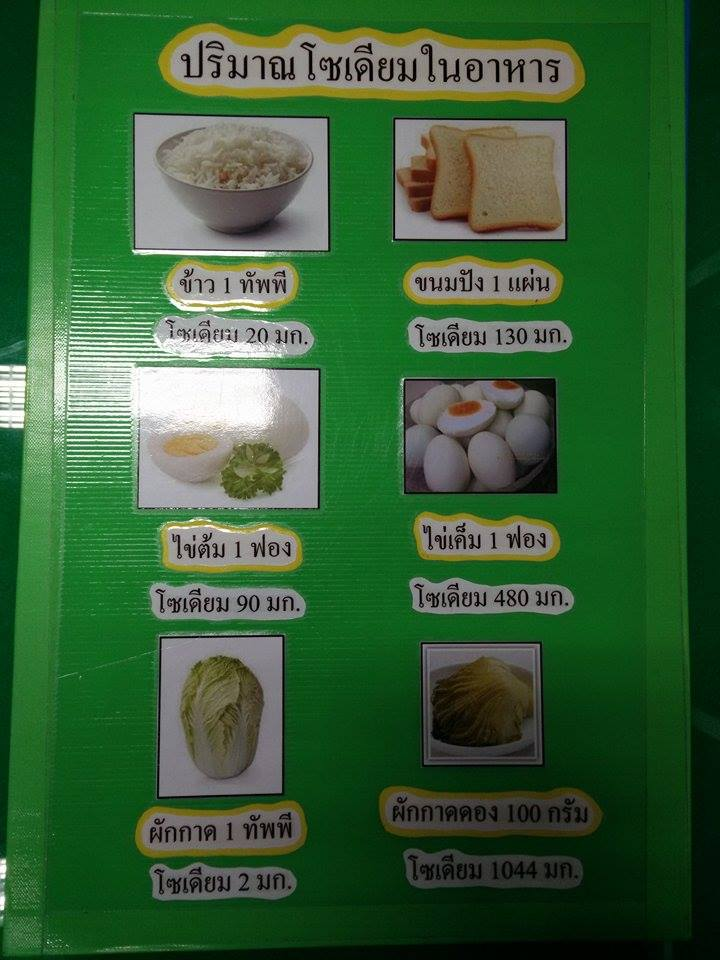 ปริมาณโซเดียมในอาหาร
ข้าว 1 ทัพพี
โซเดียม 20 มก.
ขนมปัง 1 แผ่น
โซเดียม 130 มก.
ไข่ต้ม 1 ฟอง
โซเดียม 90 มก.
ไข่เค็ม 1 ฟอง
โซเดียม 480 มก.
ผักกาด 1 ทัพพี
โซเดียม 2 มก.
ผักกาดดอง 100 กรัม
โซเดียม 1044 มก.